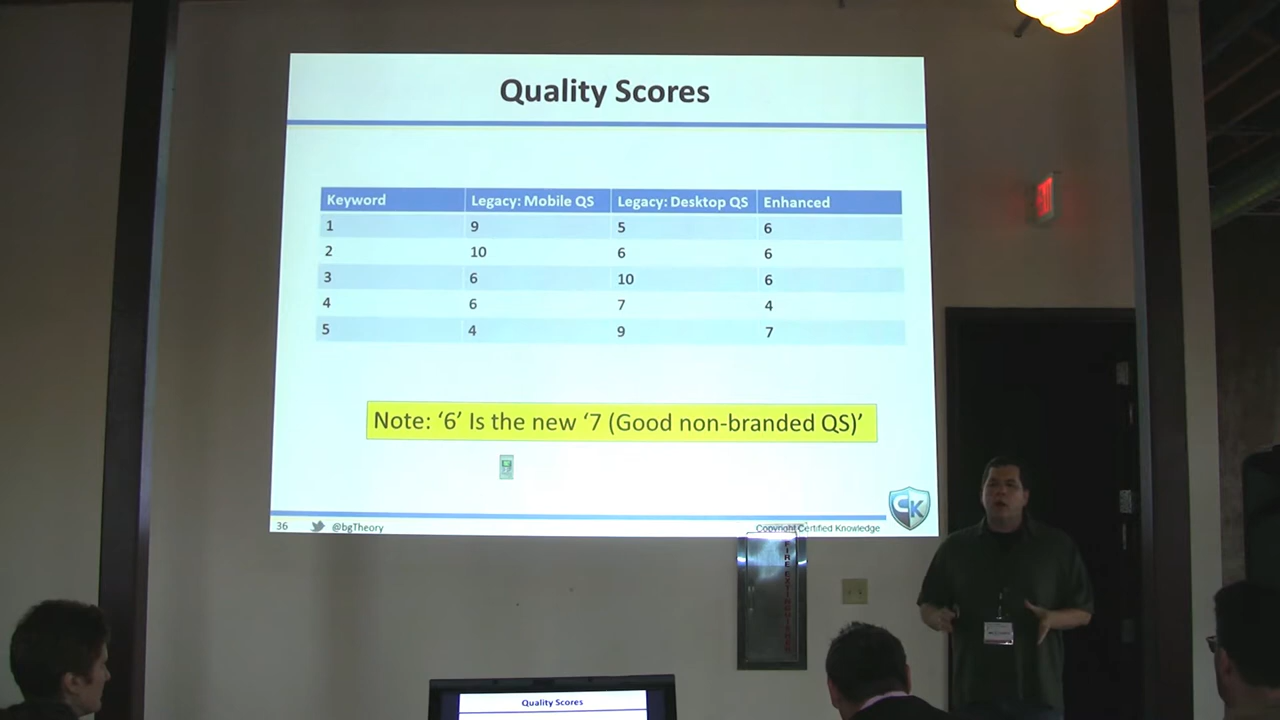 Quality Scores
Keyword Legacy: Mobile QS Legacy: Desktop QS Enhanced
1 9 5 6
2 10 6 6
3 6 10 6
4 6 7 4
5 4 9 7
Note: ‘6’ Is the new ‘7 (Good non-branded QS)’
36 @bgTheory Copyright Certified Knowledge
CK
FIRE EXTINGUISHER
Quality Scores